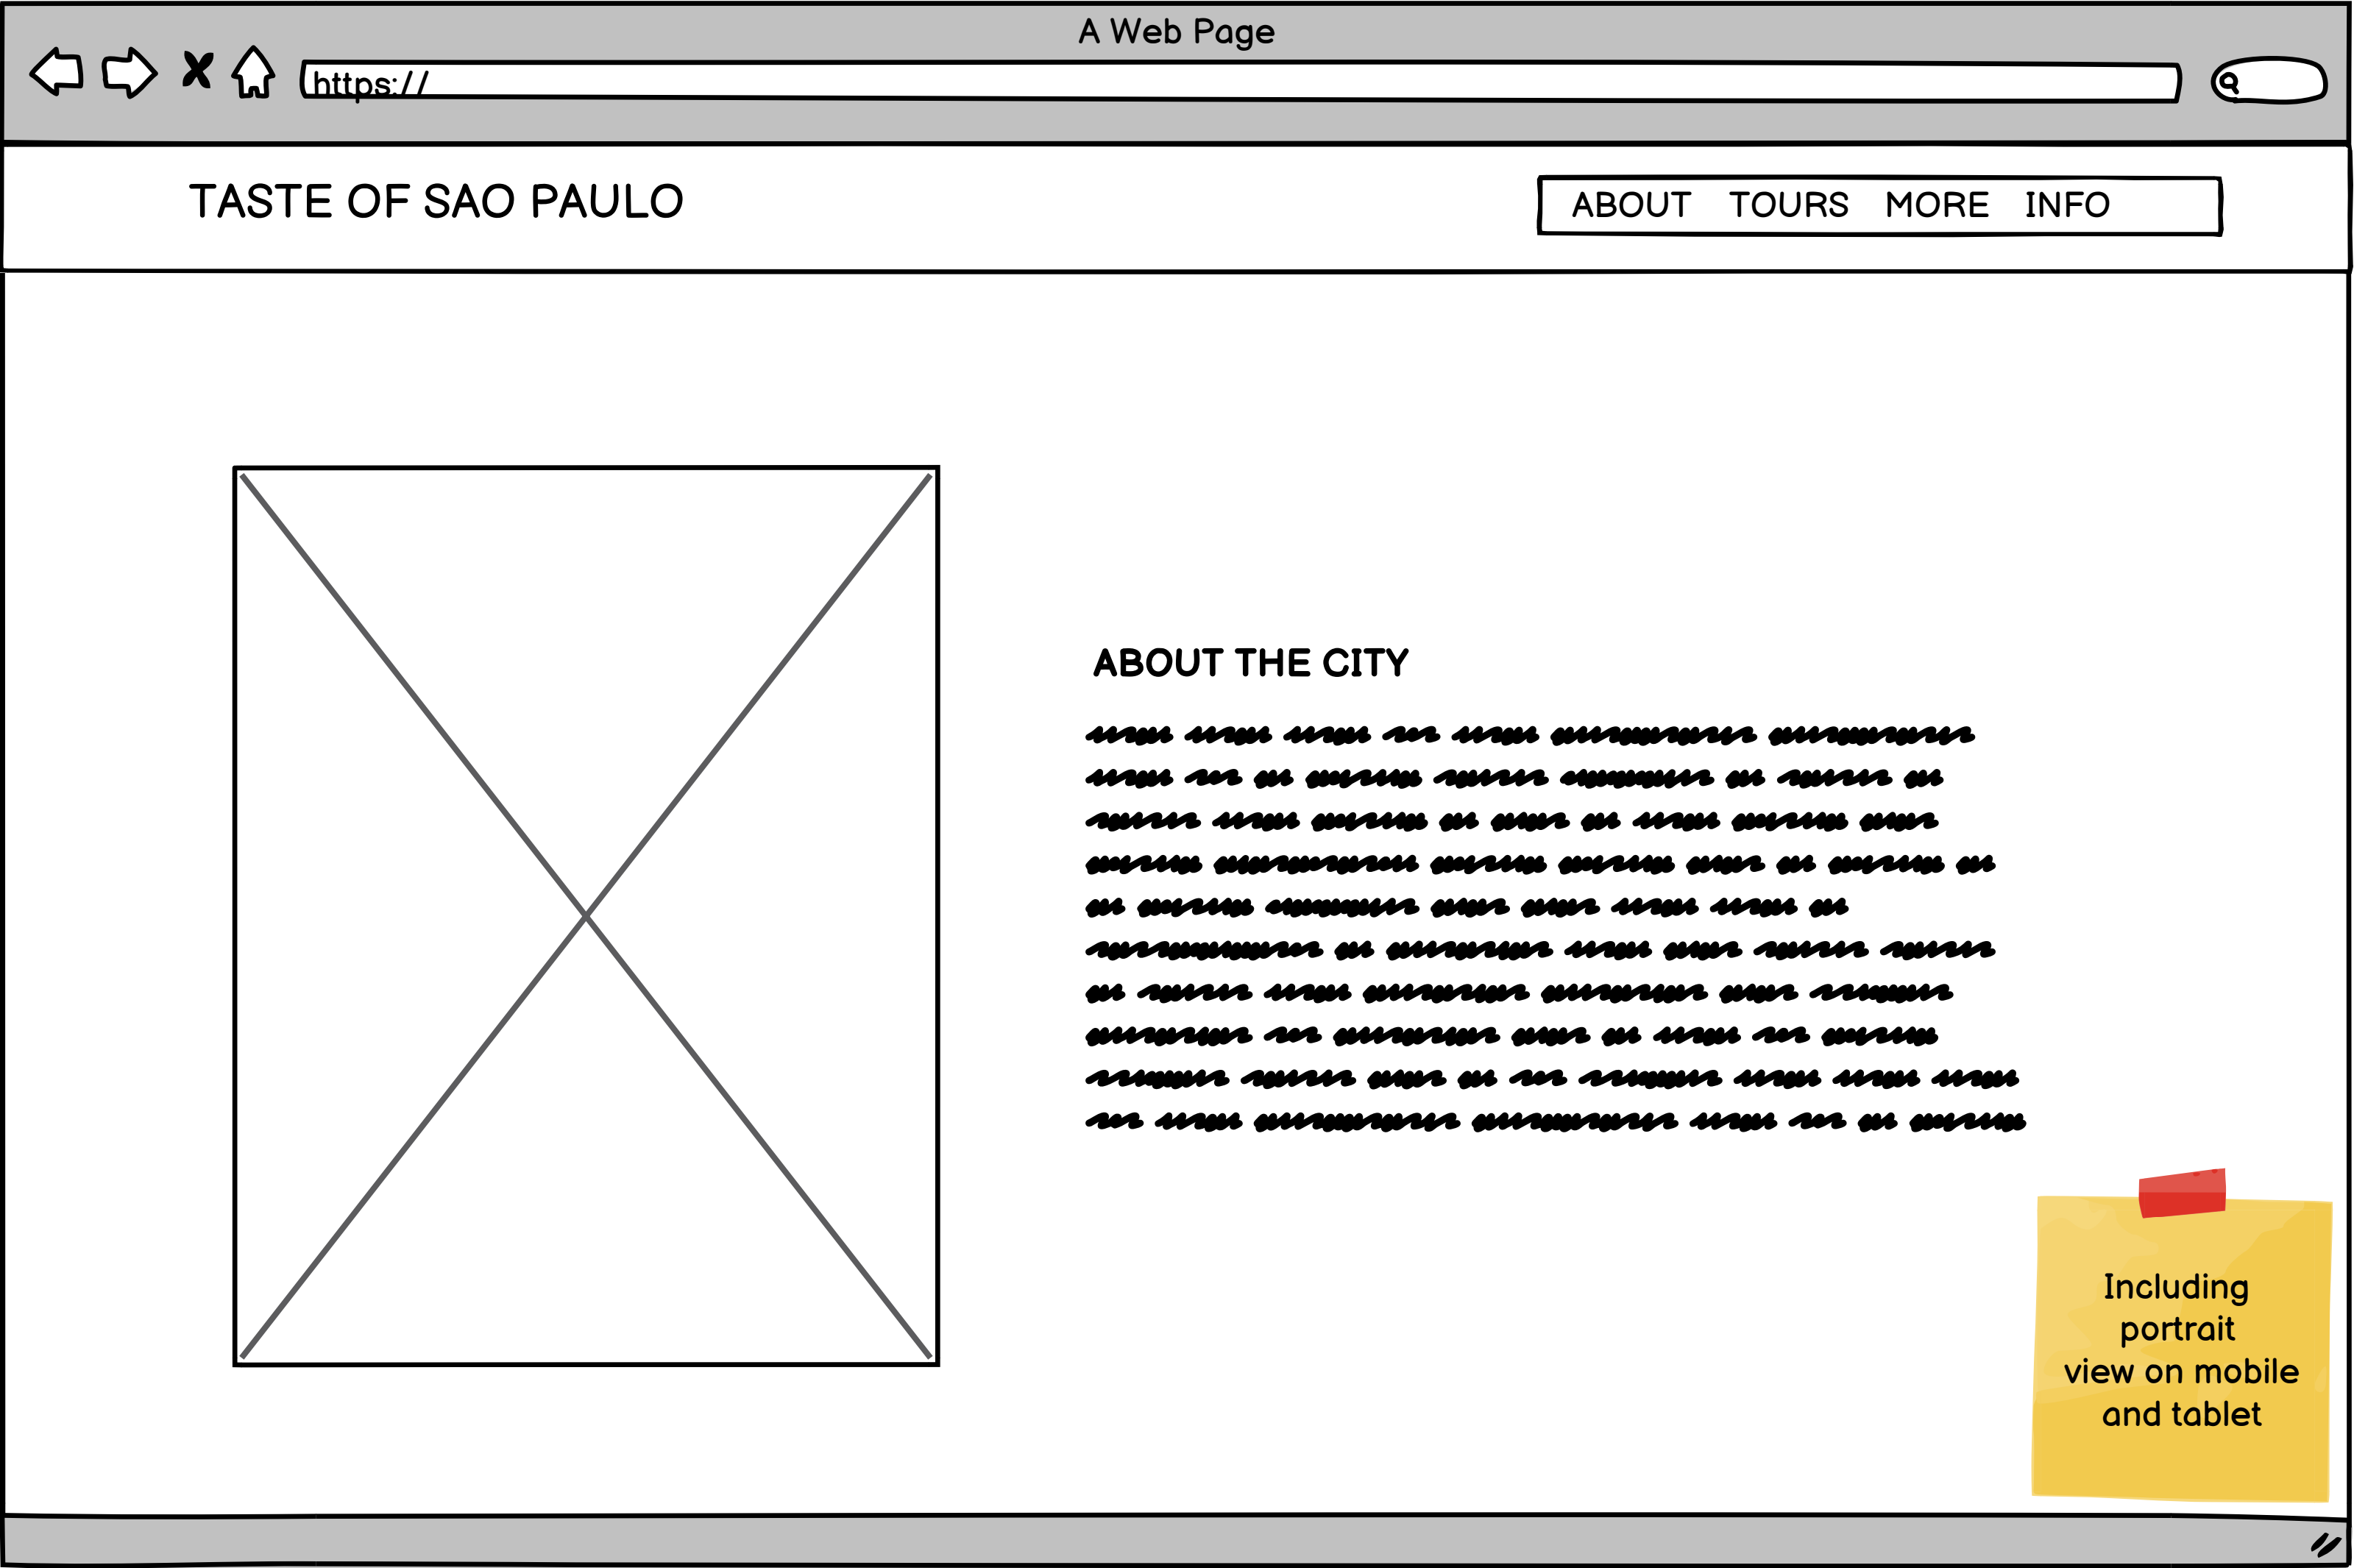 A Web Page
https://
TASTE OF SAO PAULO
ABOUT TOURS MORE INFO
ABOUT THE CITY
Including
portrait
view on mobile
and tablet